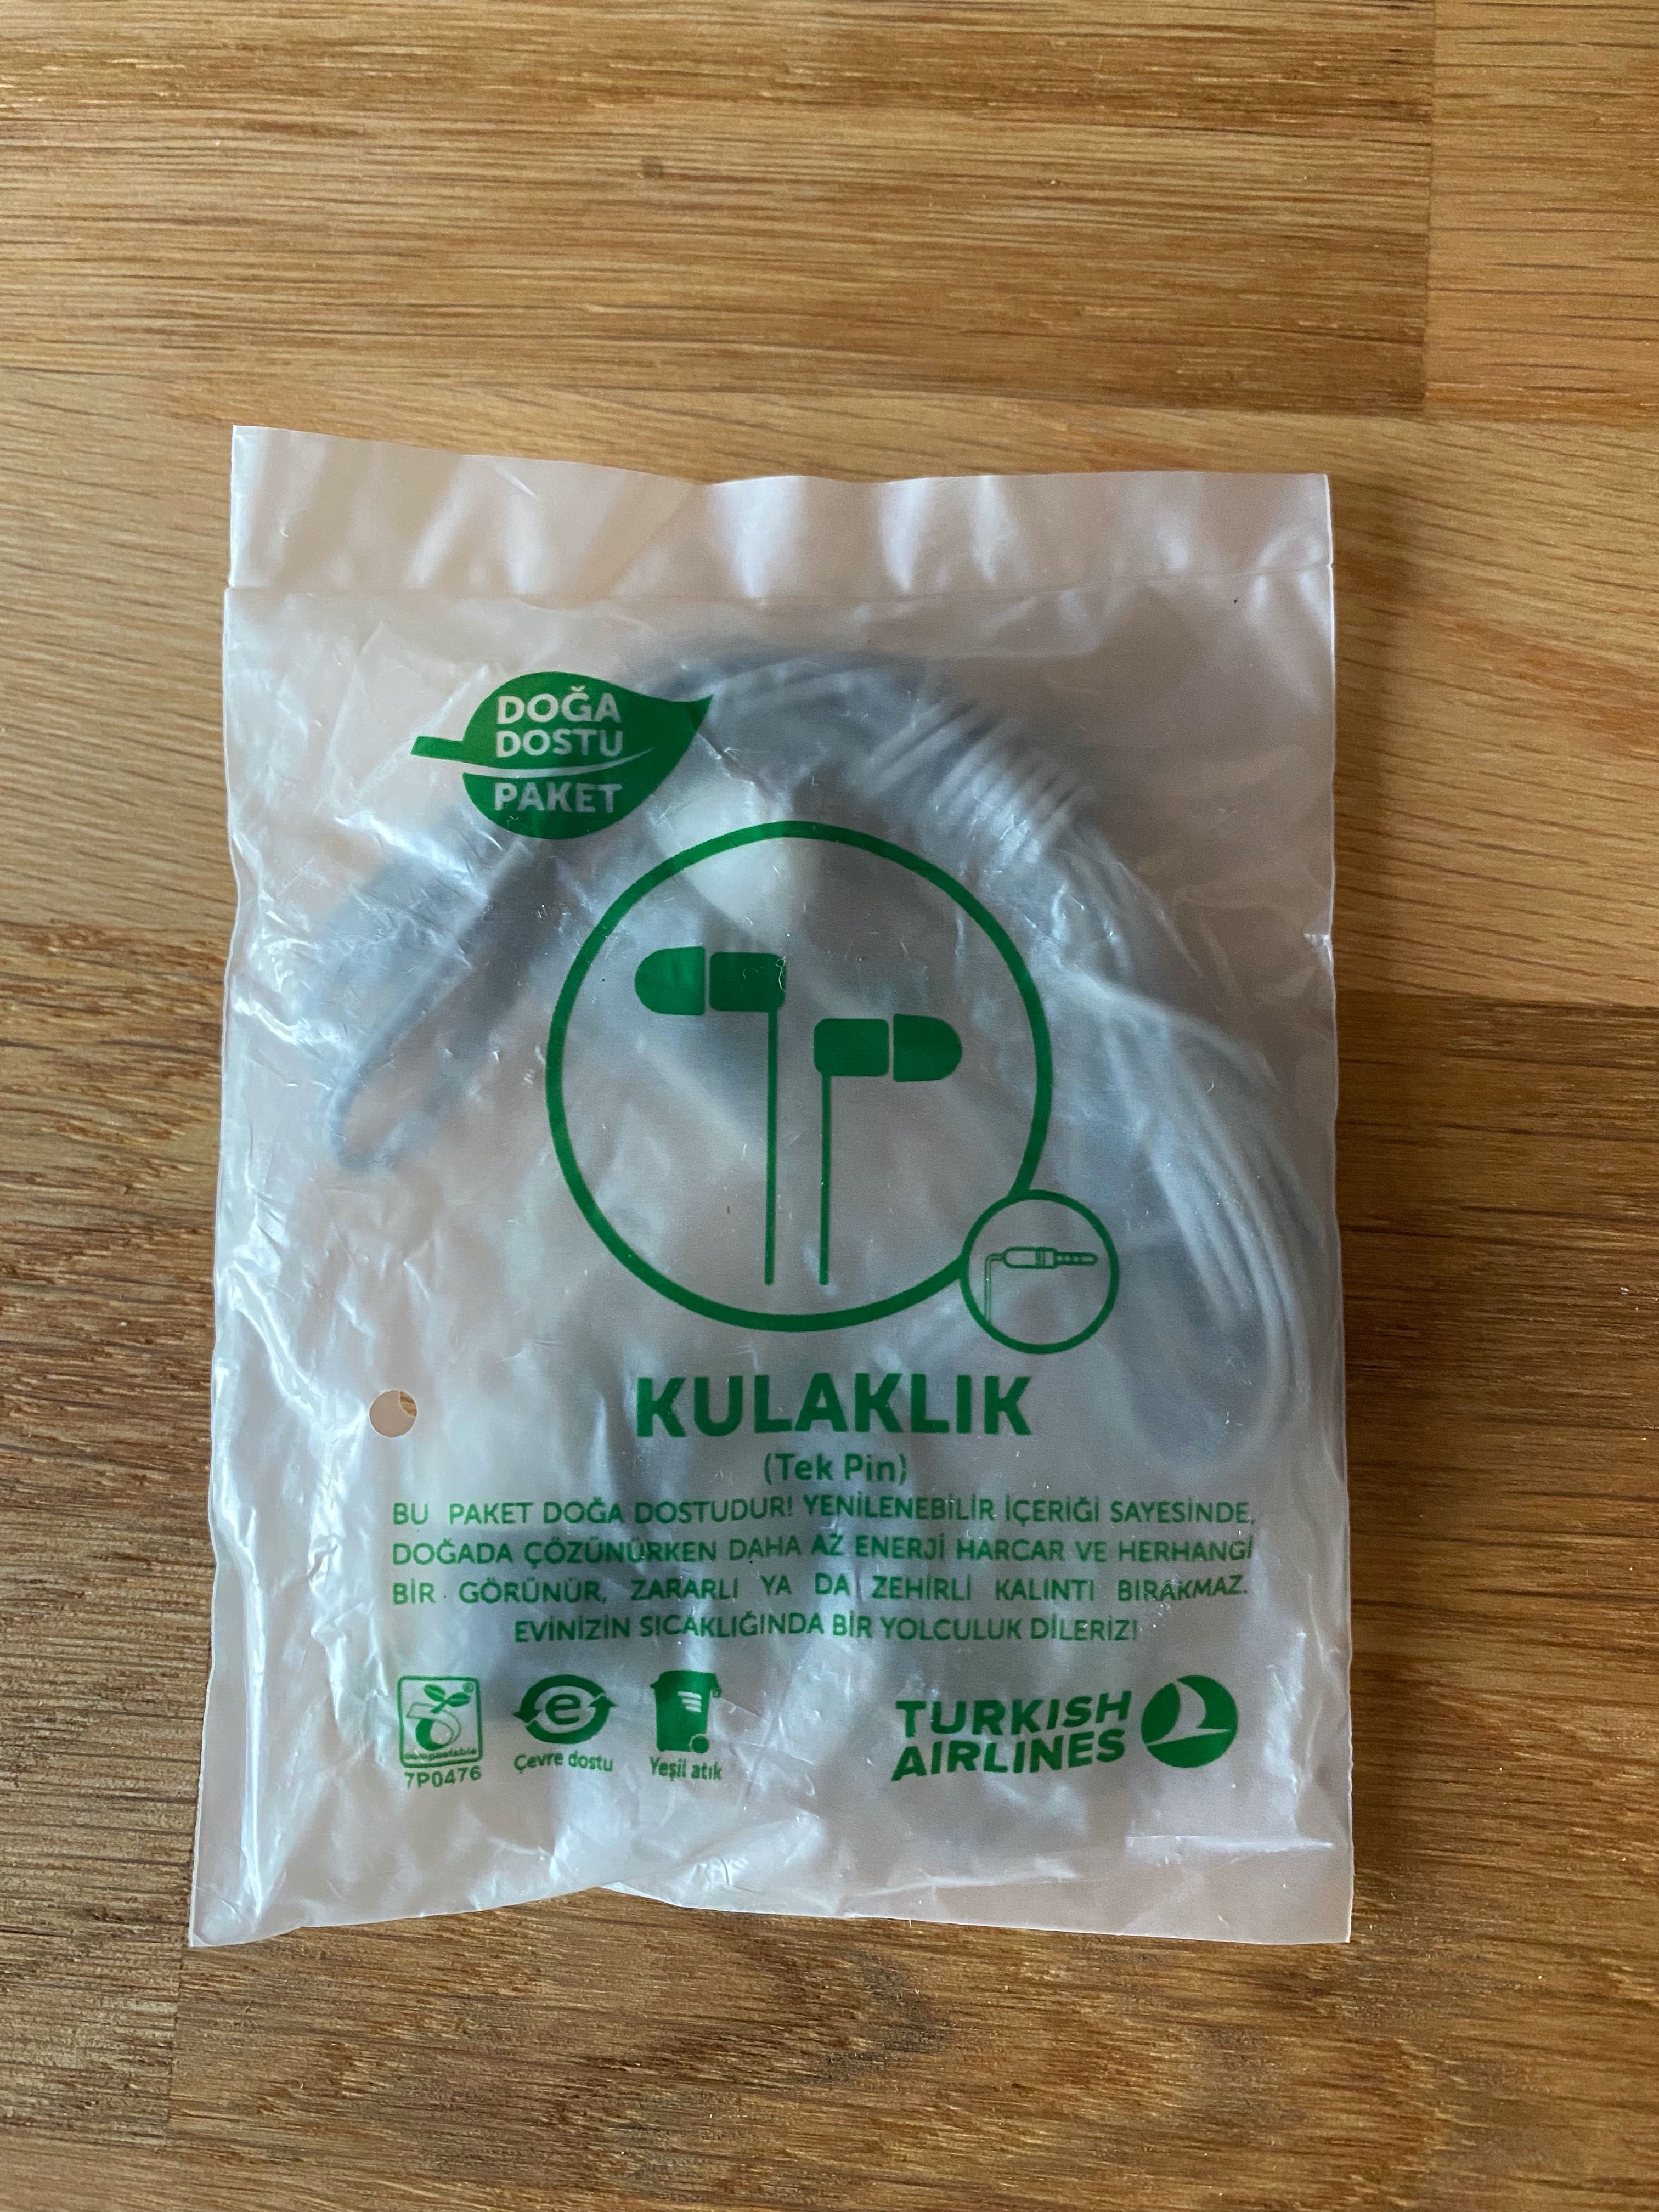 DOĞA
DOSTU
PAKET
KULAKLIK
(Tek Pin)
BU PAKET DOĞA DOSTUDUR! YENİLENEBİLİR İÇERİĞİ SAYESİNDE,
DOĞADA ÇÖZÜNÜRKEN DAHA AZ ENERJİ HARCAR VE HERHANGİ
BİR GÖRÜNÜR, ZARARLI YA DA ZEHİRLİ KALINTI BIRAKMAZ.
EVİNİZİN SICAKLIĞINDA BİR YOLCULUK DİLERİZ!
compostable
7P0476
e
Çevre dostu
Yeşil atık
TURKISH
AIRLINES